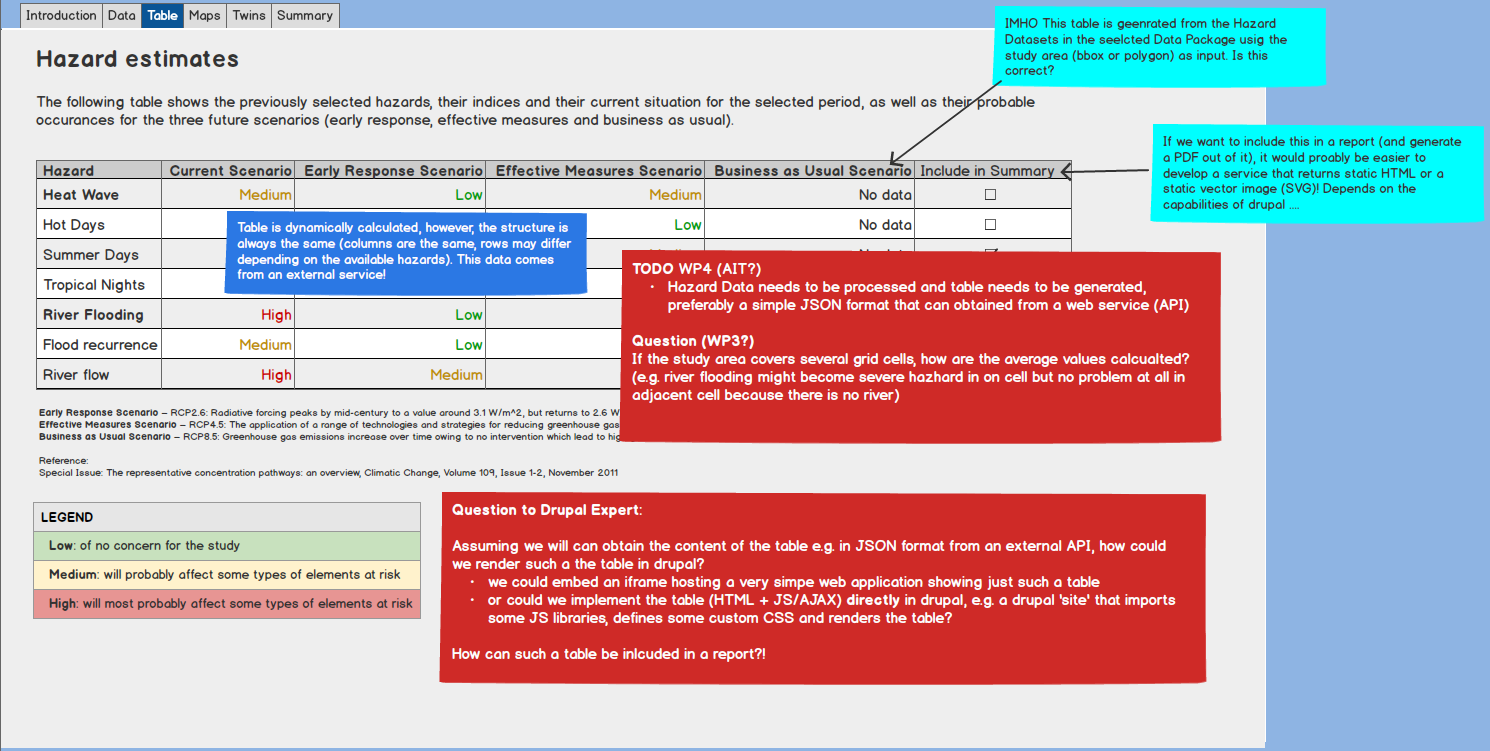 Introduction Data Table Maps Twins Summary
Hazard estimates
The following table shows the previously selected hazards, their indices and their current situation for the selected period, as well as their probable
occurances for the three future scenarios (early response, effective measures and business as usual).
IMHO This table is geenrated from the Hazard
Datasets in the seelcted Data Package usig the
study area (bbox or polygon) as input. Is this
correct?
If we want to include this in a report (and generate
a PDF out of it), it would proably be easier to
develop a service that returns static HTML or a
static vector image (SVG)! Depends on the
capabilities of drupal ....
Hazard Current Scenario Early Response Scenario Effective Measures Scenario Business as Usual Scenario Include in Summary
Heat Wave Medium Low Medium No data
Hot Days Low No data
Summer Days
Tropical Nights
River Flooding High Low
Flood recurrence Medium Low
River flow High Medium
Table is dynamically calculated, however, the structure is
always the same (columns are the same, rows may differ
depending on the available hazards). This data comes
from an external service!
TODO WP4 (AIT?)
• Hazard Data needs to be processed and table needs to be generated,
preferably a simple JSON format that can obtained from a web service (API)
Question (WP3?)
If the study area covers several grid cells, how are the average values calcualted?
(e.g. river flooding might become severe hazhard in on cell but no problem at all in
adjacent cell because there is no river)
Early Response Scenario – RCP2.6: Radiative forcing peaks by mid-century to a value around 3.1 W/m^2, but returns to 2.6 W
Effective Measures Scenario – RCP4.5: The application of a range of technologies and strategies for reducing greenhouse gas
Business as Usual Scenario – RCP8.5: Greenhouse gas emissions increase over time owing to no intervention which lead to hig
Reference:
Special Issue: The representative concentration pathways: an overview, Climatic Change, Volume 109, Issue 1-2, November 2011
LEGEND
Low: of no concern for the study
Medium: will probably affect some types of elements at risk
High: will most probably affect some types of elements at risk
Question to Drupal Expert:
Assuming we will can obtain the content of the table e.g. in JSON format from an external API, how could
we render such a the table in drupal?
• we could embed an iframe hosting a very simpe web application showing just such a table
• or could we implement the table (HTML + JS/AJAX) directly in drupal, e.g. a drupal 'site' that imports
some JS libraries, defines some custom CSS and renders the table?
How can such a table be inlcuded in a report?!